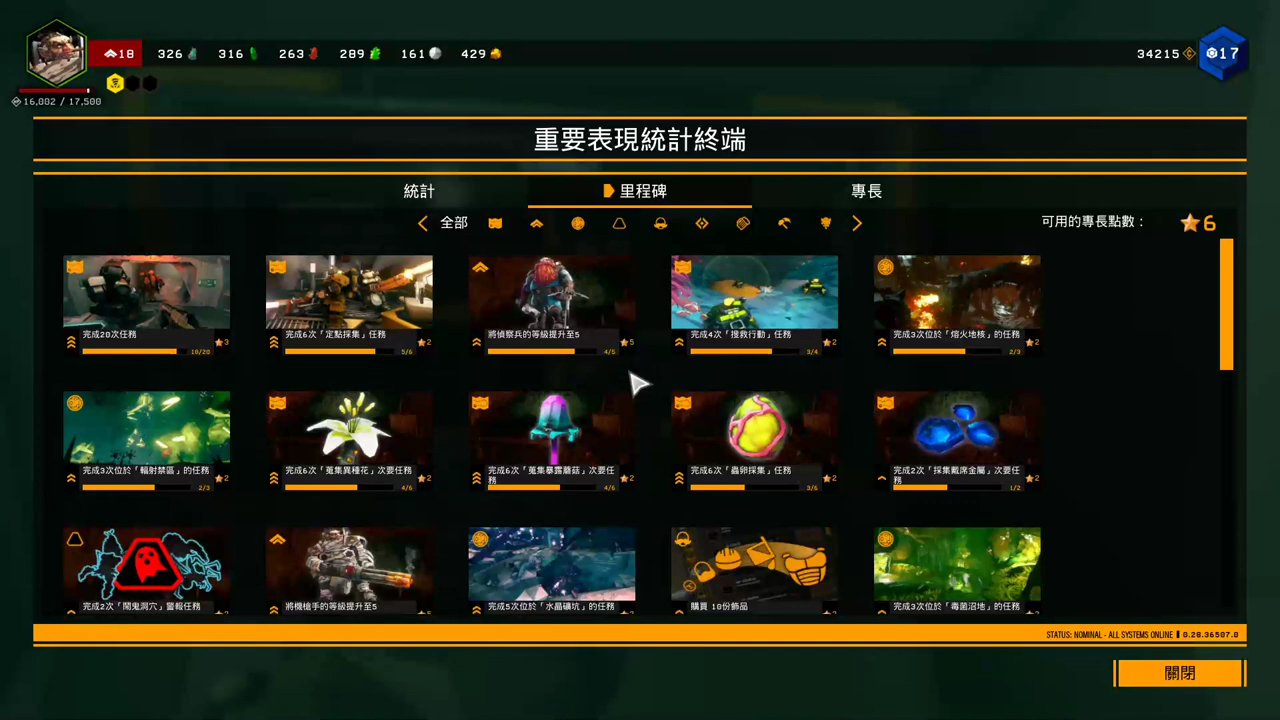 18 326 316 263 289 161 429 34215 17
16,002 / 17,500
重要表現統計終端
統計 里程碑 專長
全部 可用的專長點數： 6
完成20次任務 18/20 3
完成6次「定點採集」任務 5/6 2
將偵察兵的等級提升至5 4/5 5
完成4次「搜救行動」任務 3/4 2
完成3次位於「熔火地核」的任務 2/3 2
完成3次位於「輻射禁區」的任務 2/3 2
完成6次「蒐集異種花」次要任務 4/6 2
完成6次「蒐集暴露蘑菇」次要任
務 4/6 2
完成6次「蟲卵採集」任務 3/6 2
完成2次「採集戴席金屬」次要任
務 1/2 2
完成2次「鬧鬼洞穴」警報任務
將機槍手的等級提升至5
完成5次位於「水晶礦坑」的任務
購買 10份飾品
完成3次位於「毒菌沼地」的任務
STATUS: NOMINAL - ALL SYSTEMS ONLINE 0.28.36507.0
關閉